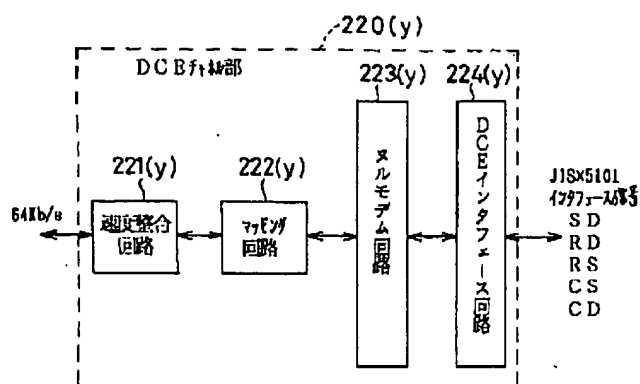 220(y)
DCEチャネル部
221(y)
速度整合
回路
222(y)
マッピング
回路
223(y)
ヌルモデム回路
224(y)
DCEインタフェース回路
64Kb/s
JISX5101
インタフェース信号
SD
RD
RS
CS
CD